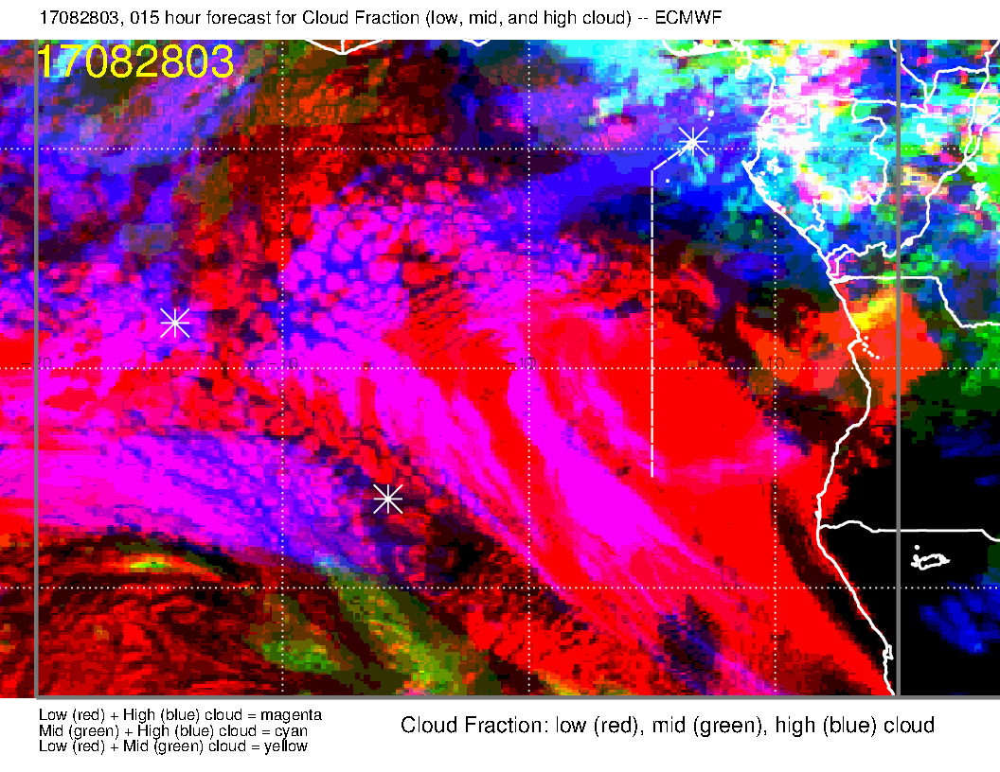 17082803, 015 hour forecast for Cloud Fraction (low, mid, and high cloud) -- ECMWF
17082803
10
Low (red) + High (blue) cloud = magenta
Mid (green) + High (blue) cloud = cyan
Low (red) + Mid (green) cloud = yellow
Cloud Fraction: low (red), mid (green), high (blue) cloud